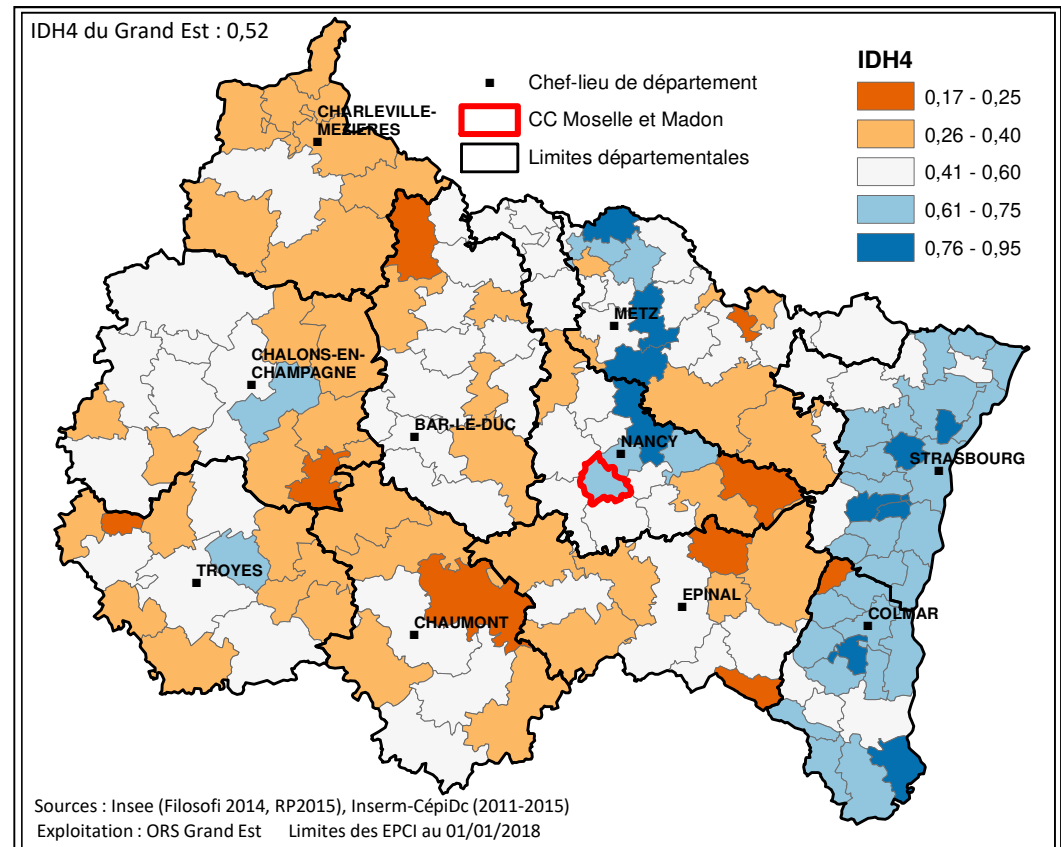 IDH4 du Grand Est : 0,52
IDH4
Chef-lieu de département
CC Moselle et Madon
Limites départementales
0,17 - 0,25
0,26 - 0,40
0,41 - 0,60
0,61 - 0,75
0,76 - 0,95
CHARLEVILLE-
MEZIERES
METZ
CHALONS-EN-
CHAMPAGNE
BAR-LE-DUC
NANCY
STRASBOURG
TROYES
EPINAL
CHAUMONT
COLMAR
Sources : Insee (Filosofi 2014, RP2015), Inserm-CépiDc (2011-2015)
Exploitation : ORS Grand Est Limites des EPCI au 01/01/2018